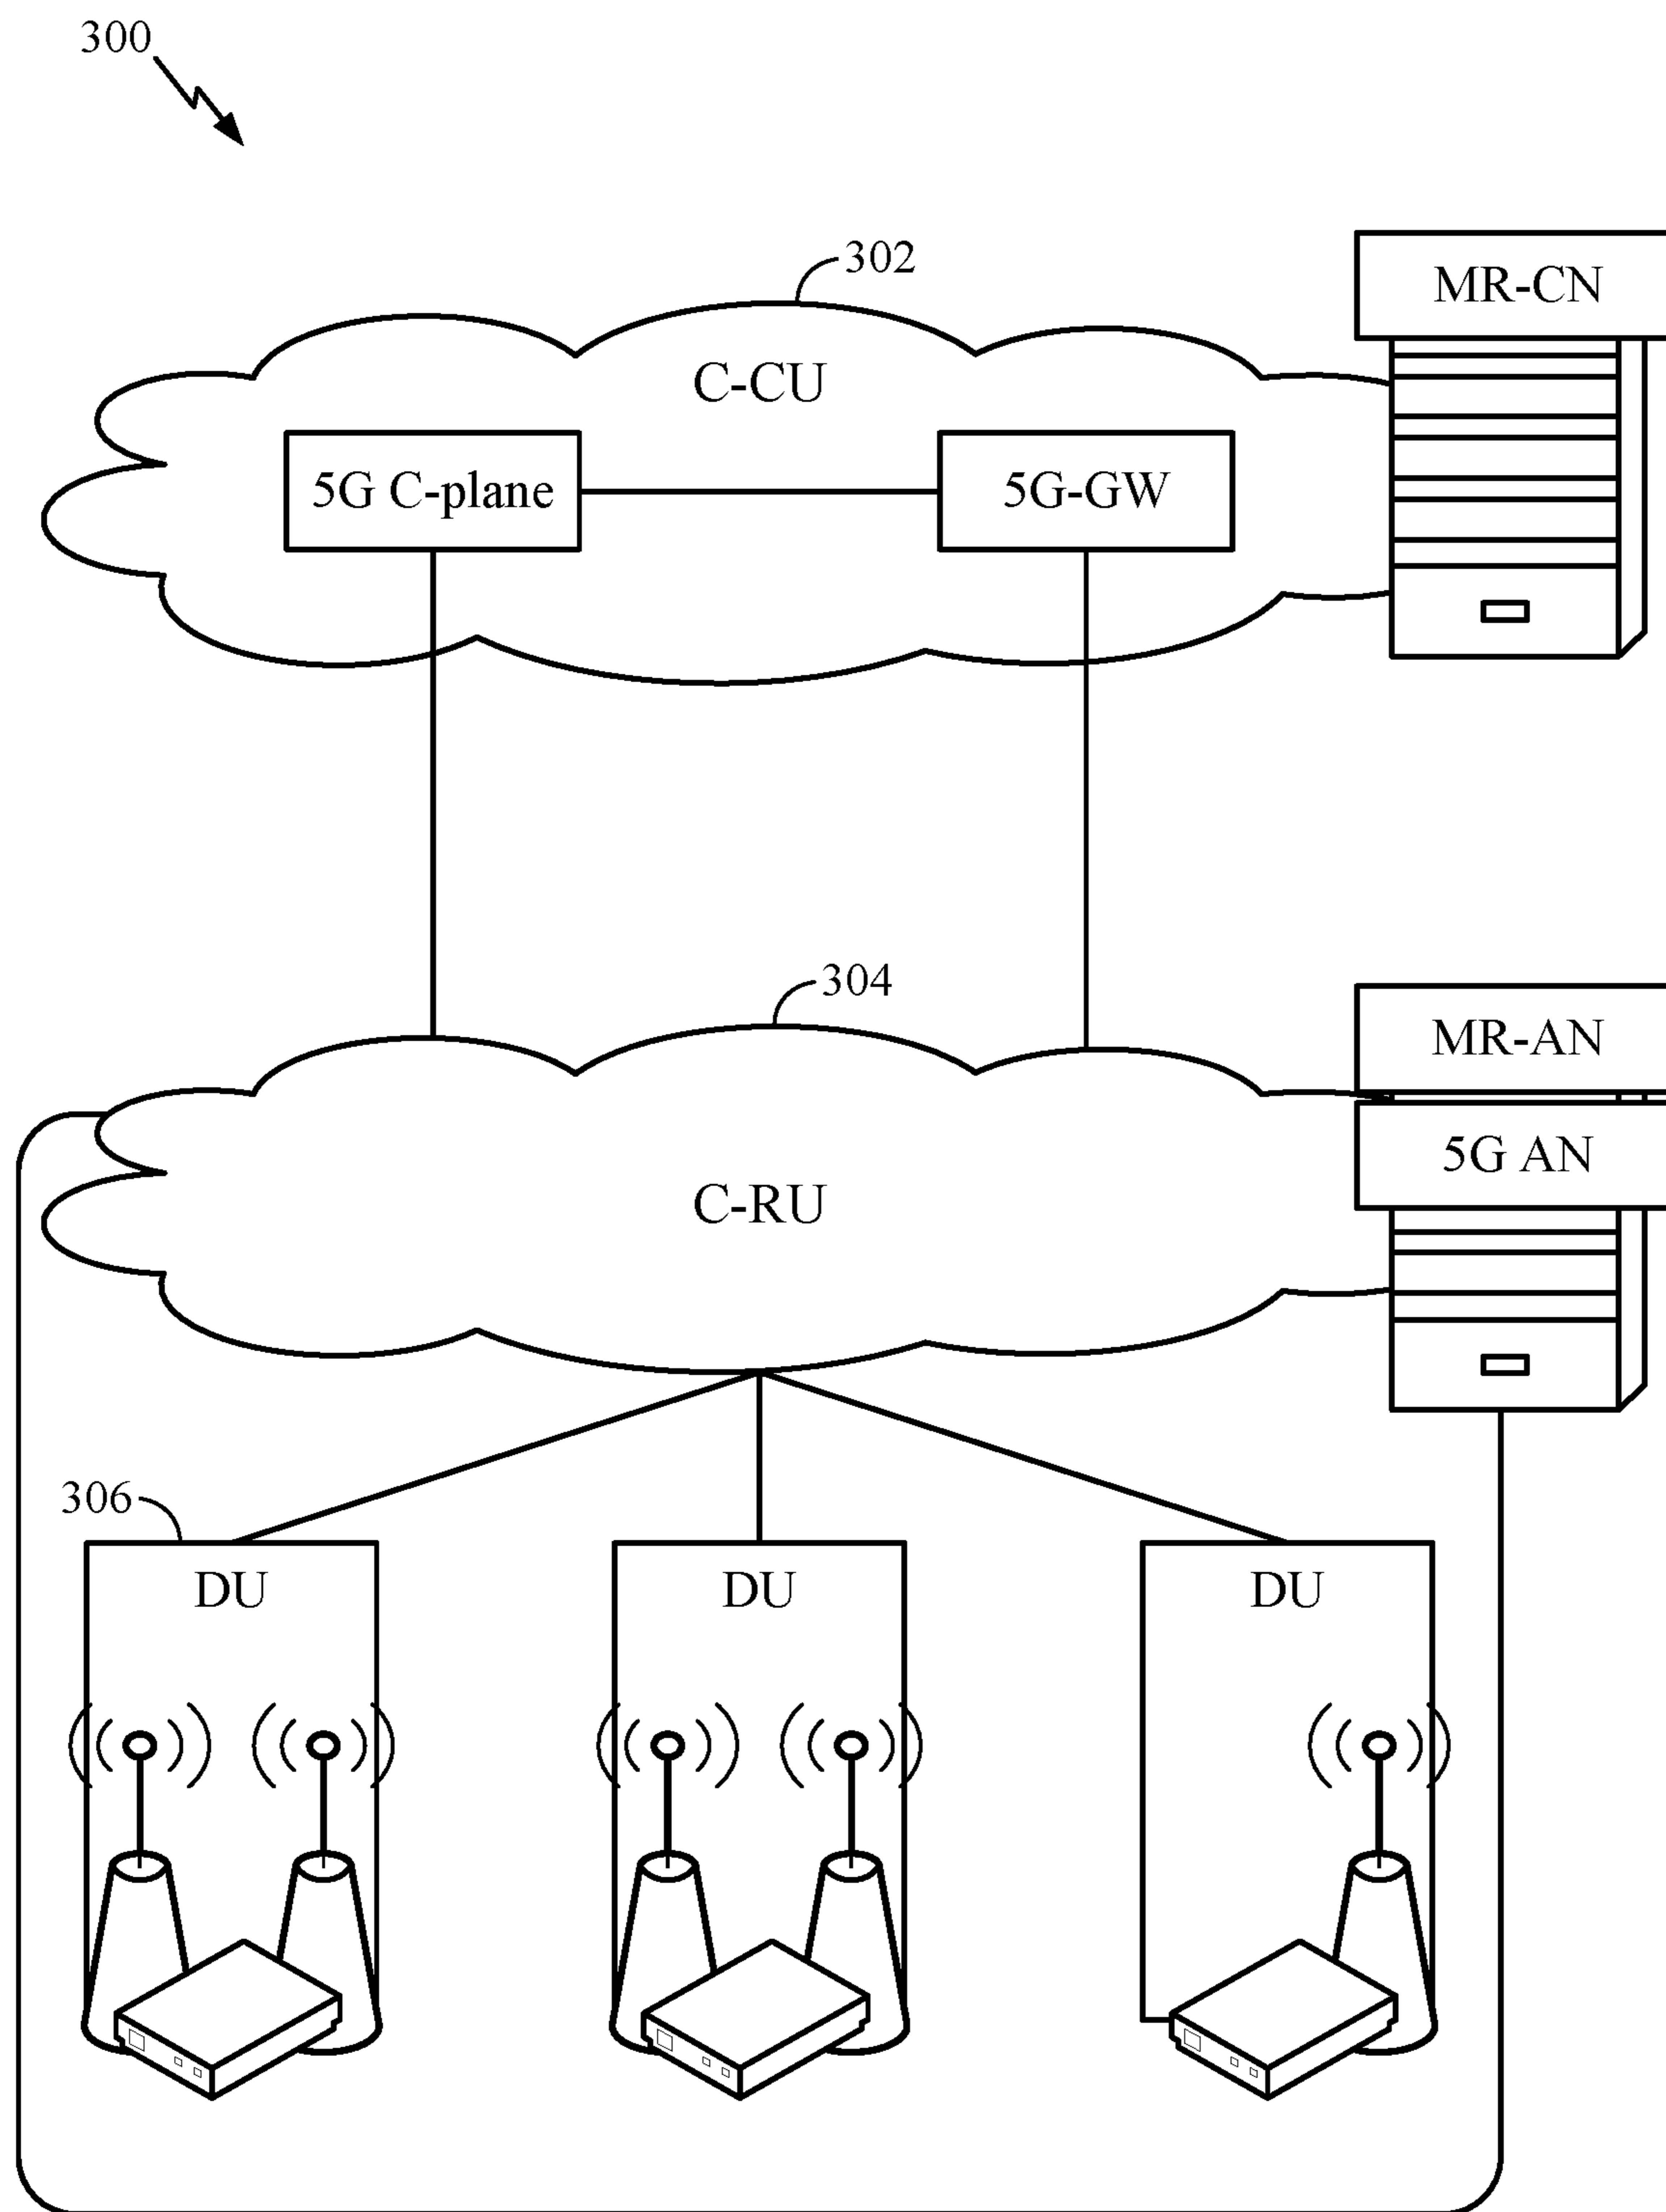 300
302
MR-CN
C-CU
5G C-plane
5G-GW
304
MR-AN
5G AN
C-RU
306
DU
DU
DU